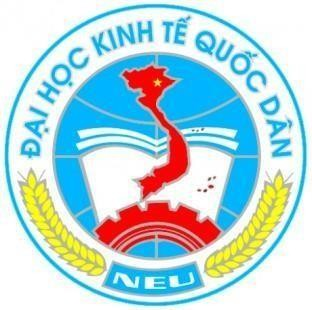 ĐẠI HỌC KINH TẾ QUỐC DÂN
NEU